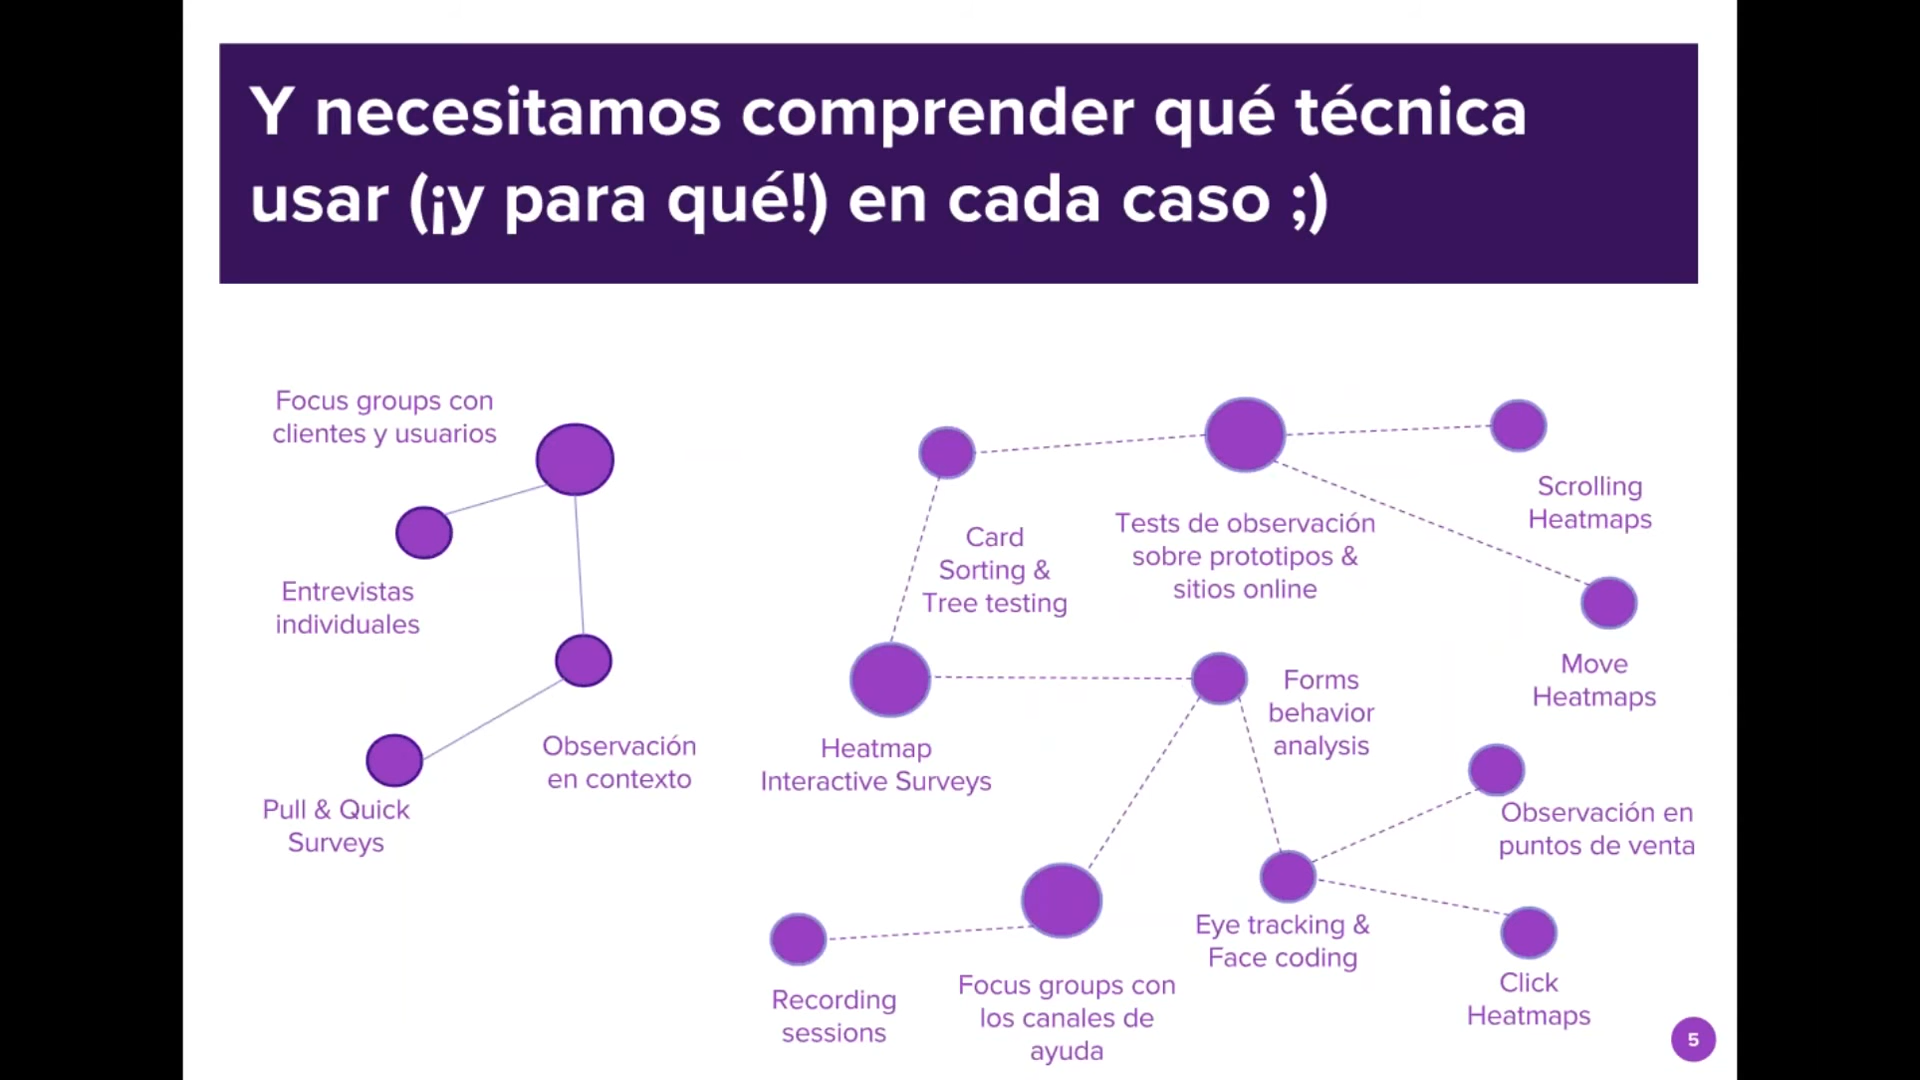 Y necesitamos comprender qué técnica
usar (¡y para qué!) en cada caso ;)
Focus groups con
clientes y usuarios
Entrevistas
individuales
Observación
en contexto
Pull & Quick
Surveys
Card
Sorting &
Tree testing
Tests de observación
sobre prototipos &
sitios online
Scrolling
Heatmaps
Move
Heatmaps
Heatmap
Interactive Surveys
Forms
behavior
analysis
Observación en
puntos de venta
Eye tracking &
Face coding
Click
Heatmaps
Recording
sessions
Focus groups con
los canales de
ayuda
5